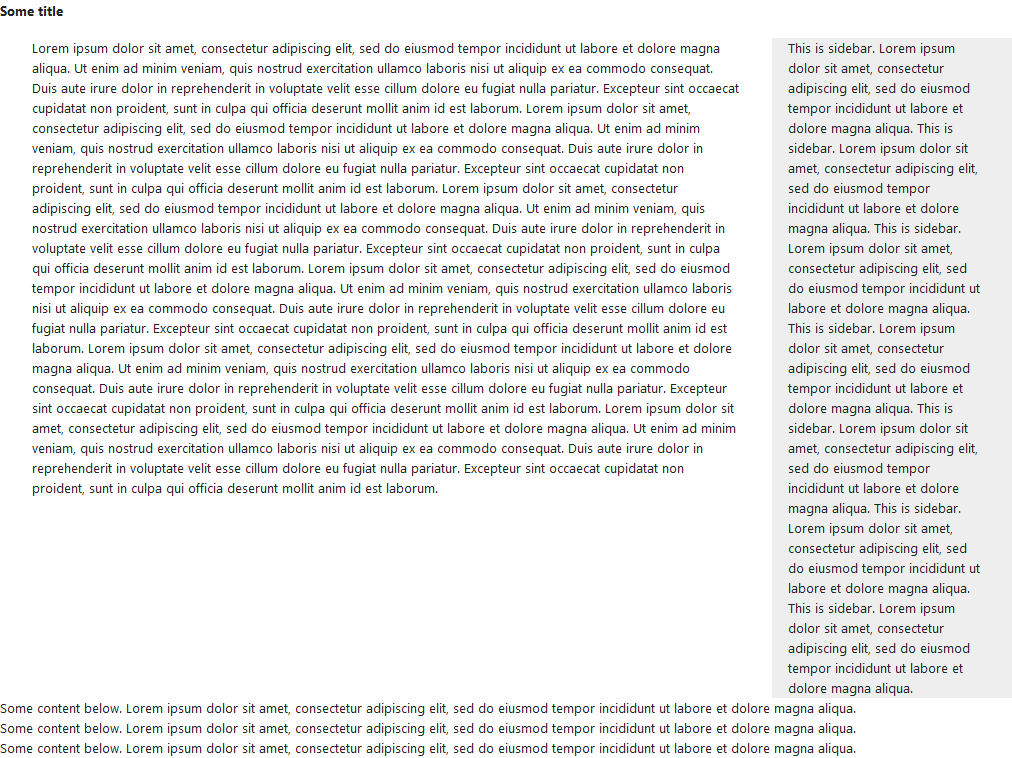 Some title
Lorem ipsum dolor sit amet, consectetur adipiscing elit, sed do eiusmod tempor incididunt ut labore et dolore magna
aliqua. Ut enim ad minim veniam, quis nostrud exercitation ullamco laboris nisi ut aliquip ex ea commodo consequat.
Duis aute irure dolor in reprehenderit in voluptate velit esse cillum dolore eu fugiat nulla pariatur. Excepteur sint occaecat
cupidatat non proident, sunt in culpa qui officia deserunt mollit anim id est laborum. Lorem ipsum dolor sit amet,
consectetur adipiscing elit, sed do eiusmod tempor incididunt ut labore et dolore magna aliqua. Ut enim ad minim
veniam, quis nostrud exercitation ullamco laboris nisi ut aliquip ex ea commodo consequat. Duis aute irure dolor in
reprehenderit in voluptate velit esse cillum dolore eu fugiat nulla pariatur. Excepteur sint occaecat cupidatat non
proident, sunt in culpa qui officia deserunt mollit anim id est laborum. Lorem ipsum dolor sit amet, consectetur
adipiscing elit, sed do eiusmod tempor incididunt ut labore et dolore magna aliqua. Ut enim ad minim veniam, quis
nostrud exercitation ullamco laboris nisi ut aliquip ex ea commodo consequat. Duis aute irure dolor in reprehenderit in
voluptate velit esse cillum dolore eu fugiat nulla pariatur. Excepteur sint occaecat cupidatat non proident, sunt in culpa
qui officia deserunt mollit anim id est laborum. Lorem ipsum dolor sit amet, consectetur adipiscing elit, sed do eiusmod
tempor incididunt ut labore et dolore magna aliqua. Ut enim ad minim veniam, quis nostrud exercitation ullamco laboris
nisi ut aliquip ex ea commodo consequat. Duis aute irure dolor in reprehenderit in voluptate velit esse cillum dolore eu
fugiat nulla pariatur. Excepteur sint occaecat cupidatat non proident, sunt in culpa qui officia deserunt mollit anim id est
laborum. Lorem ipsum dolor sit amet, consectetur adipiscing elit, sed do eiusmod tempor incididunt ut labore et dolore
magna aliqua. Ut enim ad minim veniam, quis nostrud exercitation ullamco laboris nisi ut aliquip ex ea commodo
consequat. Duis aute irure dolor in reprehenderit in voluptate velit esse cillum dolore eu fugiat nulla pariatur. Excepteur
sint occaecat cupidatat non proident, sunt in culpa qui officia deserunt mollit anim id est laborum. Lorem ipsum dolor sit
amet, consectetur adipiscing elit, sed do eiusmod tempor incididunt ut labore et dolore magna aliqua. Ut enim ad minim
veniam, quis nostrud exercitation ullamco laboris nisi ut aliquip ex ea commodo consequat. Duis aute irure dolor in
reprehenderit in voluptate velit esse cillum dolore eu fugiat nulla pariatur. Excepteur sint occaecat cupidatat non
proident, sunt in culpa qui officia deserunt mollit anim id est laborum.
This is sidebar. Lorem ipsum
dolor sit amet, consectetur
adipiscing elit, sed do eiusmod
tempor incididunt ut labore et
dolore magna aliqua. This is
sidebar. Lorem ipsum dolor sit
amet, consectetur adipiscing elit,
sed do eiusmod tempor
incididunt ut labore et dolore
magna aliqua. This is sidebar.
Lorem ipsum dolor sit amet,
consectetur adipiscing elit, sed
do eiusmod tempor incididunt ut
labore et dolore magna aliqua.
This is sidebar. Lorem ipsum
dolor sit amet, consectetur
adipiscing elit, sed do eiusmod
tempor incididunt ut labore et
dolore magna aliqua. This is
sidebar. Lorem ipsum dolor sit
amet, consectetur adipiscing elit,
sed do eiusmod tempor
incididunt ut labore et dolore
magna aliqua. This is sidebar.
Lorem ipsum dolor sit amet,
consectetur adipiscing elit, sed
do eiusmod tempor incididunt ut
labore et dolore magna aliqua.
This is sidebar. Lorem ipsum
dolor sit amet, consectetur
adipiscing elit, sed do eiusmod
tempor incididunt ut labore et
dolore magna aliqua.
Some content below. Lorem ipsum dolor sit amet, consectetur adipiscing elit, sed do eiusmod tempor incididunt ut labore et dolore magna aliqua.
Some content below. Lorem ipsum dolor sit amet, consectetur adipiscing elit, sed do eiusmod tempor incididunt ut labore et dolore magna aliqua.
Some content below. Lorem ipsum dolor sit amet, consectetur adipiscing elit, sed do eiusmod tempor incididunt ut labore et dolore magna aliqua.